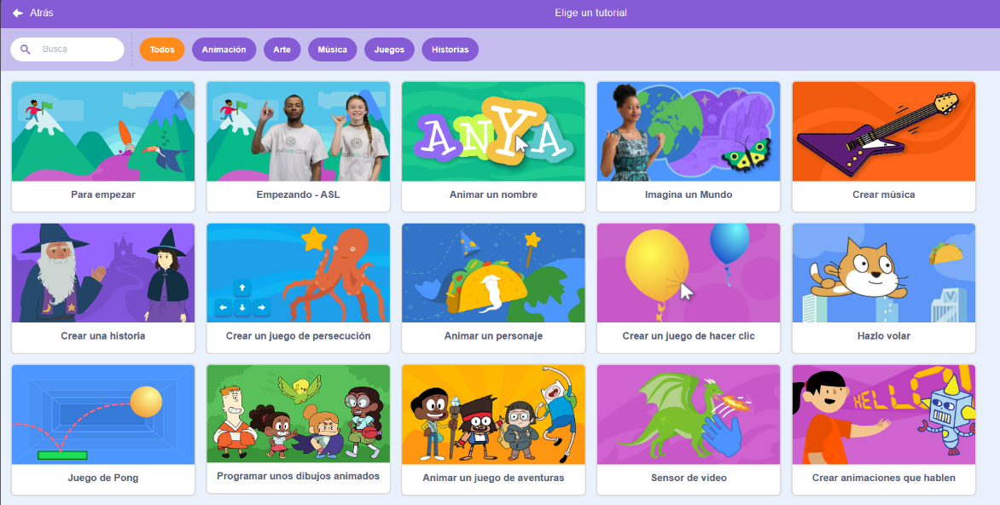 Atrás
Elige un tutorial
Busca
Todos
Animación
Arte
Música
Juegos
Historias
Para empezar
Empezando - ASL
ANYA
Animar un nombre
Imagina un Mundo
Crear música
Crear una historia
Crear un juego de persecución
Animar un personaje
Crear un juego de hacer clic
Hazlo volar
Juego de Pong
Programar unos dibujos animados
Animar un juego de aventuras
Sensor de vídeo
HELLO
Crear animaciones que hablen